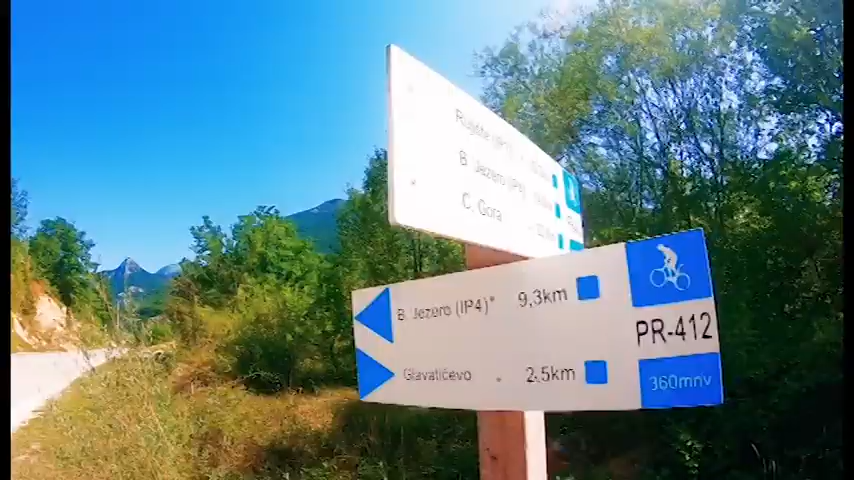 B. Jezero (IP4)
C. Gora
B. Jezero (IP4) 9,3km
Glavatičevo 2,5km
PR-412
360mnv